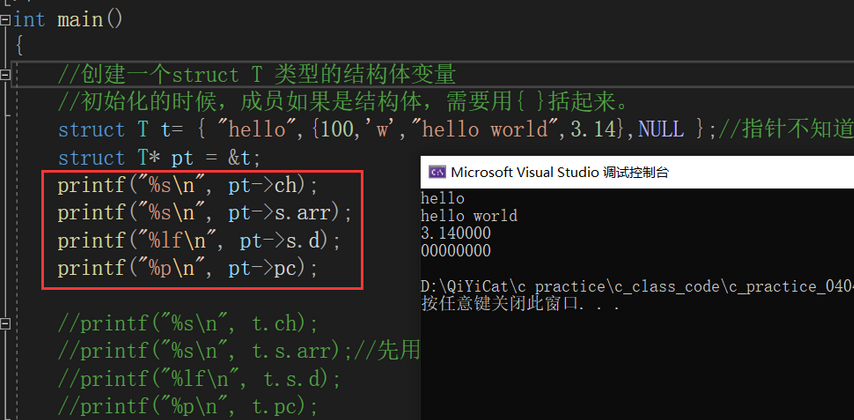 int main()
{
//创建一个struct T 类型的结构体变量
//初始化的时候，成员如果是结构体，需要用{ }括起来。
struct T t= { "hello",{100,'w',"hello world",3.14},NULL };//指针不知道
struct T* pt = &t;
printf("%s\n", pt->ch);
printf("%s\n", pt->s.arr);
printf("%lf\n", pt->s.d);
printf("%p\n", pt->pc);
//printf("%s\n", t.ch);
//printf("%s\n", t.s.arr);//先用
//printf("%lf\n", t.s.d);
//printf("%p\n", t.pc);
Microsoft Visual Studio 调试控制台
hello
hello world
3.140000
00000000
D:\QiYiCat\c practice\c_class_code\c_practice_040
按任意键关闭此窗口. . .